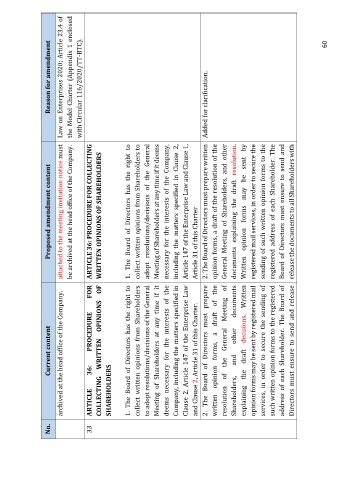 No.
Current content
Proposed amendment content
Reason for amendment
archived at the head office of the Company.
attached to the meeting invitation notice must
be archived at the head office of the Company.
Law on Enterprises 2020; Article 23.4 of
the Model Charter (Appendix 1 enclosed
with Circular 116/2020/TT-BTC).
33
ARTICLE 36: PROCEDURE FOR
COLLECTING WRITTEN OPINIONS OF
SHAREHOLDERS
ARTICLE 36: PROCEDURE FOR COLLECTING
WRITTEN OPINIONS OF SHAREHOLDERS
1. The Board of Directors has the right to
collect written opinions from Shareholders
to adopt resolutions/decisions of the General
Meeting of Shareholders at any time if it
deems necessary for the interests of the
Company, including the matters specified in
Clause 2, Article 147 of the Enterprise Law
and Clause 2, Article 31 of this Charter.
1. The Board of Directors has the right to
collect written opinions from Shareholders to
adopt resolutions/decisions of the General
Meeting of Shareholders at any time if it deems
necessary for the interests of the Company,
including the matters specified in Clause 2,
Article 147 of the Enterprise Law and Clause 1,
Article 31 of this Charter.
2. The Board of Directors must prepare
written opinion forms, a draft of the
resolution of the General Meeting of
Shareholders, and other documents
explaining the draft decisions. Written
opinion forms may be sent by registered mail
services, in order to secure the sending of
such written opinion forms to the registered
address of each Shareholder. The Board of
Directors must ensure to send and release
2. The Board of Directors must prepare written
opinion forms, a draft of the resolution of the
General Meeting of Shareholders, and other
documents explaining the draft resolution.
Written opinion forms may be sent by
registered mail services, in order to secure the
sending of such written opinion forms to the
registered address of each Shareholder. The
Board of Directors must ensure to send and
release the documents to all Shareholders with
Added for clarification.
60